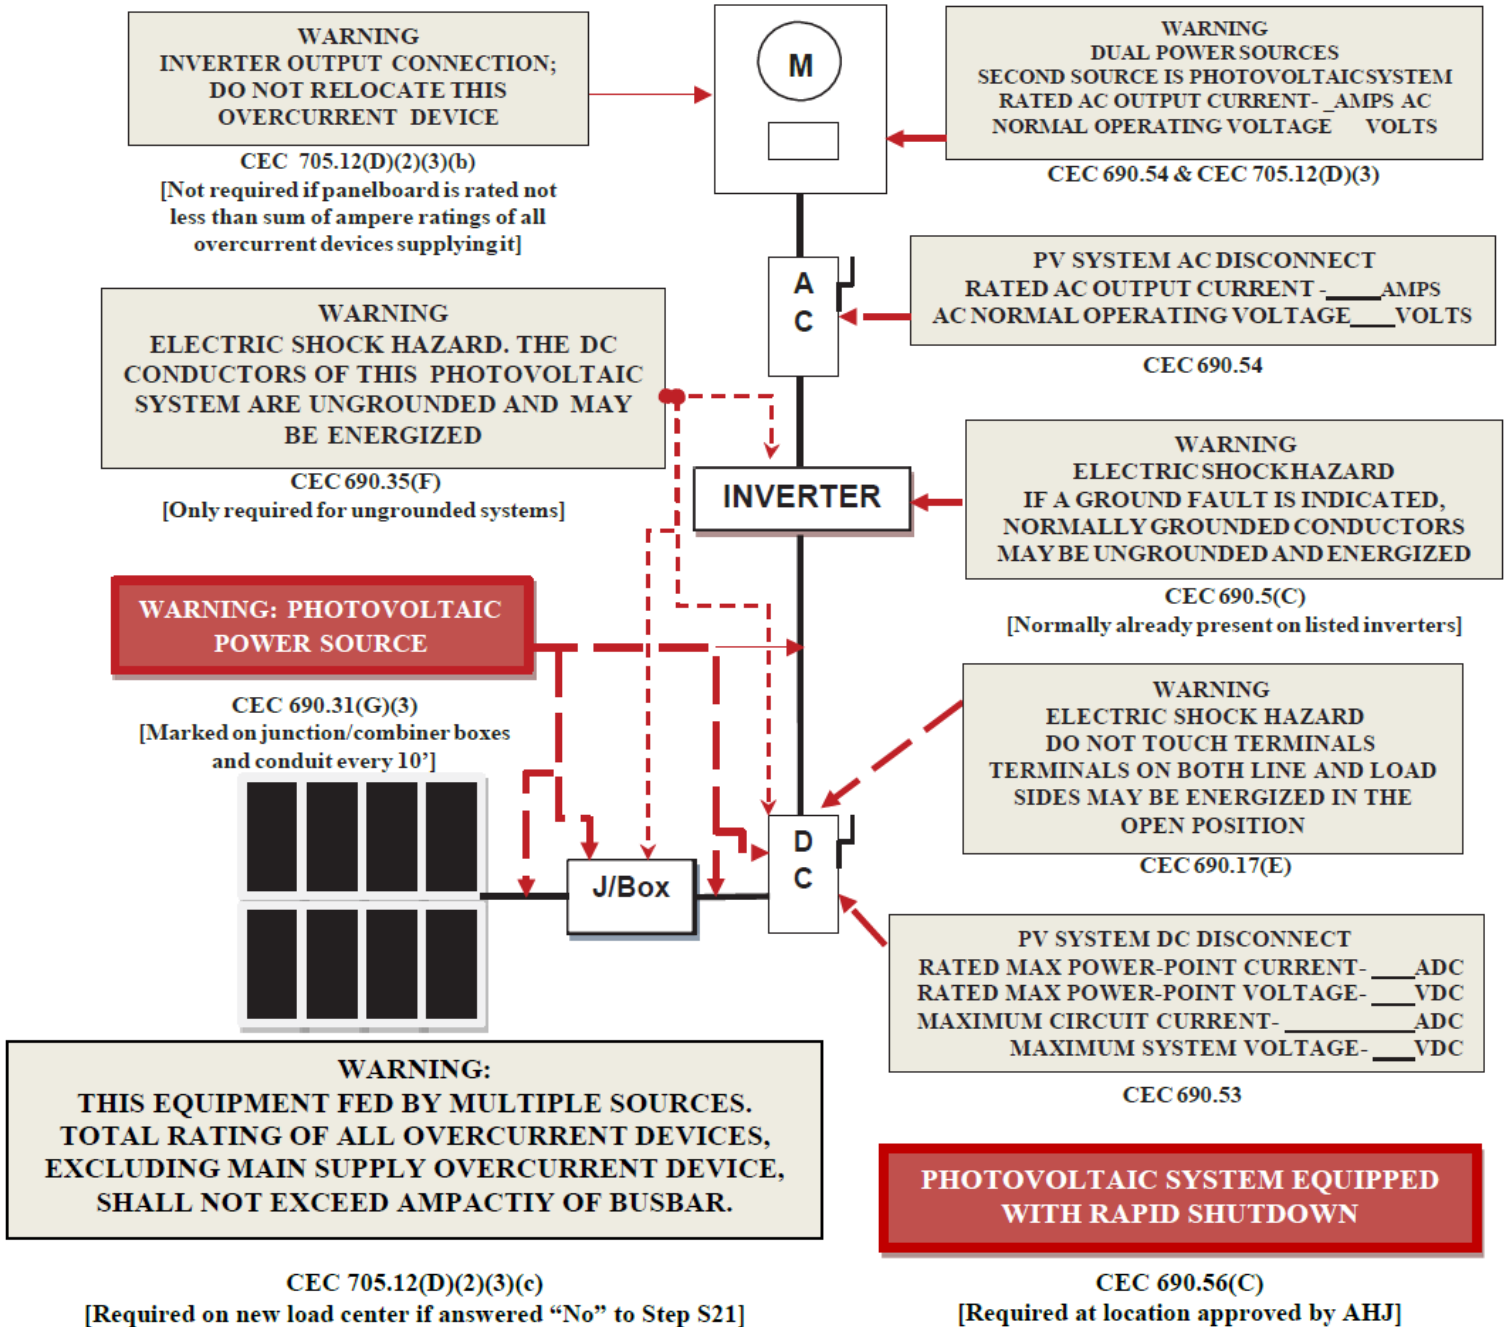 WARNING
INVERTER OUTPUT CONNECTION;
DO NOT RELOCATE THIS
OVERCURRENT DEVICE
CEC 705.12(D)(2)(3)(b)
[Not required if panelboard is rated not
less than sum of ampere ratings of all
overcurrent devices supplying it]
M
WARNING
DUAL POWER SOURCES
SECOND SOURCE IS PHOTOVOLTAIC SYSTEM
RATED AC OUTPUT CURRENT- _AMPS AC
NORMAL OPERATING VOLTAGE VOLTS
CEC 690.54 & CEC 705.12(D)(3)
A
C
PV SYSTEM AC DISCONNECT
RATED AC OUTPUT CURRENT -____AMPS
AC NORMAL OPERATING VOLTAGE___VOLTS
CEC 690.54
WARNING
ELECTRIC SHOCK HAZARD. THE DC
CONDUCTORS OF THIS PHOTOVOLTAIC
SYSTEM ARE UNGROUNDED AND MAY
BE ENERGIZED
CEC 690.35(F)
[Only required for ungrounded systems]
INVERTER
WARNING
ELECTRIC SHOCK HAZARD
IF A GROUND FAULT IS INDICATED,
NORMALLY GROUNDED CONDUCTORS
MAY BE UNGROUNDED AND ENERGIZED
CEC 690.5(C)
[Normally already present on listed inverters]
WARNING: PHOTOVOLTAIC
POWER SOURCE
CEC 690.31(G)(3)
[Marked on junction/combiner boxes
and conduit every 10’]
WARNING
ELECTRIC SHOCK HAZARD
DO NOT TOUCH TERMINALS
TERMINALS ON BOTH LINE AND LOAD
SIDES MAY BE ENERGIZED IN THE
OPEN POSITION
CEC 690.17(E)
J/Box
D
C
PV SYSTEM DC DISCONNECT
RATED MAX POWER-POINT CURRENT- ___ADC
RATED MAX POWER-POINT VOLTAGE- ___VDC
MAXIMUM CIRCUIT CURRENT- _________ADC
MAXIMUM SYSTEM VOLTAGE- ___VDC
CEC 690.53
WARNING:
THIS EQUIPMENT FED BY MULTIPLE SOURCES.
TOTAL RATING OF ALL OVERCURRENT DEVICES,
EXCLUDING MAIN SUPPLY OVERCURRENT DEVICE,
SHALL NOT EXCEED AMPACTIY OF BUSBAR.
CEC 705.12(D)(2)(3)(c)
[Required on new load center if answered “No” to Step S21]
PHOTOVOLTAIC SYSTEM EQUIPPED
WITH RAPID SHUTDOWN
CEC 690.56(C)
[Required at location approved by AHJ]